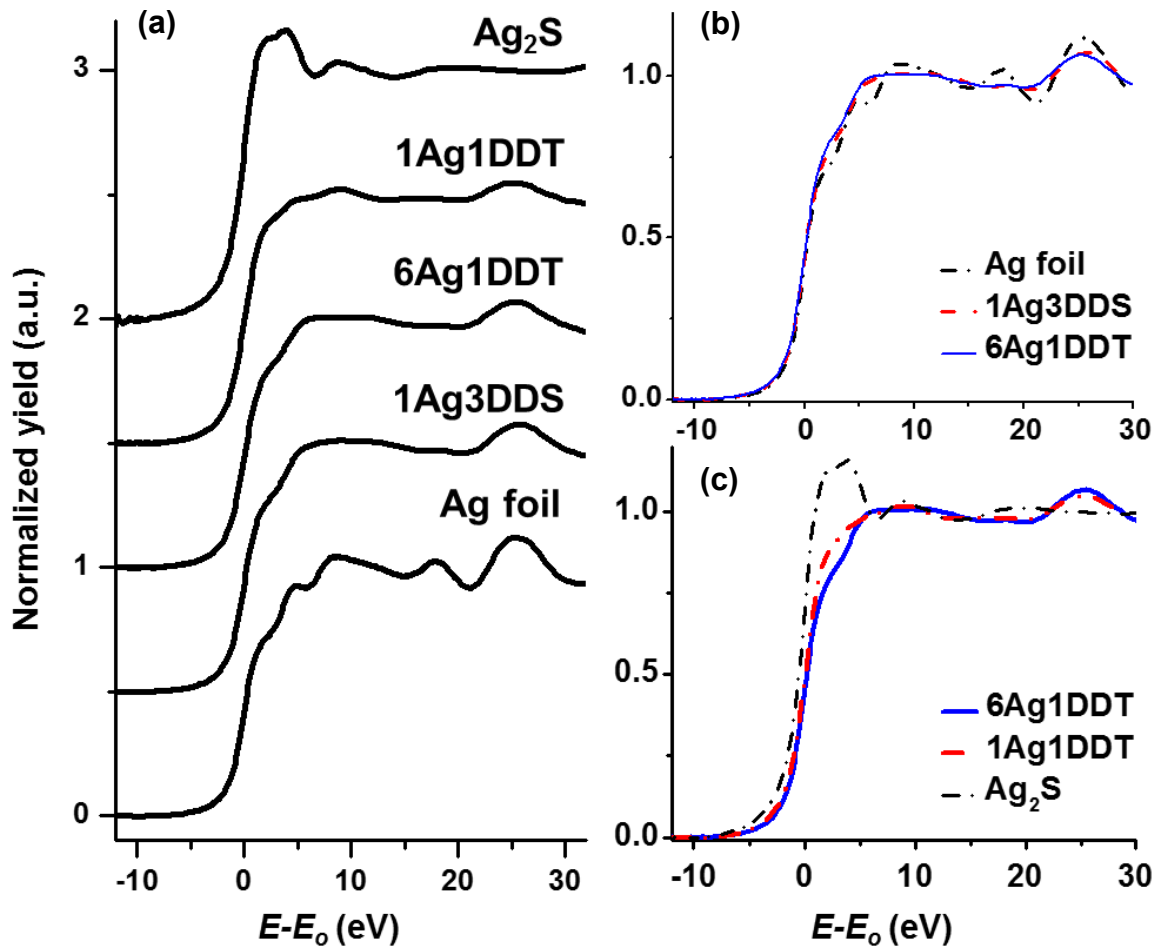 (a)
Ag₂S
1Ag1DDT
6Ag1DDT
1Ag3DDS
Ag foil
Normalized yield (a.u.)
3
2
1
0
-10
0
10
20
30
E-Eₒ (eV)
(b)
1.0
0.5
0.0
Ag foil
1Ag3DDS
6Ag1DDT
-10
0
10
20
30
(c)
1.0
0.5
0.0
6Ag1DDT
1Ag1DDT
Ag₂S
-10
0
10
20
30
E-Eₒ (eV)